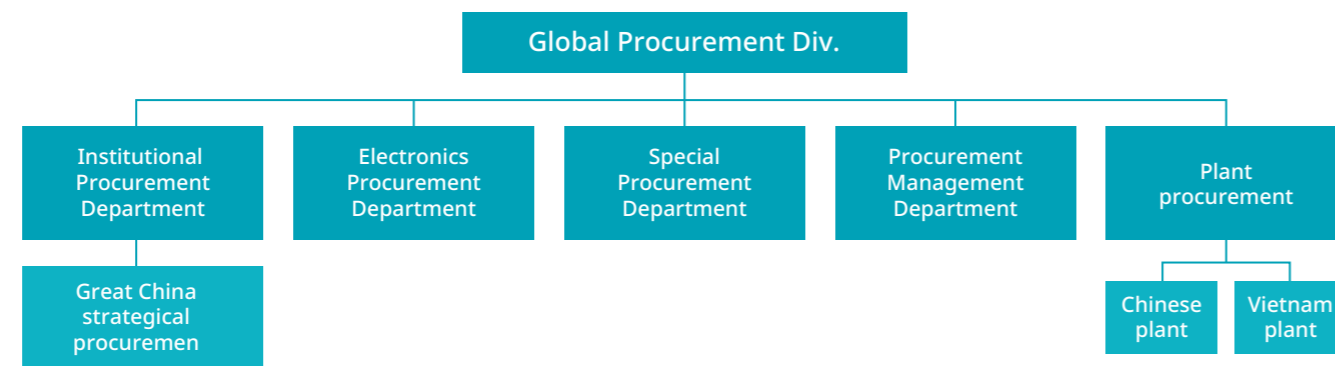 Global Procurement Div.
Institutional
Procurement
Department
Electronics
Procurement
Department
Special
Procurement
Department
Procurement
Management
Department
Plant
procurement
Great China
strategical
procuremen
Chinese
plant
Vietnam
plant